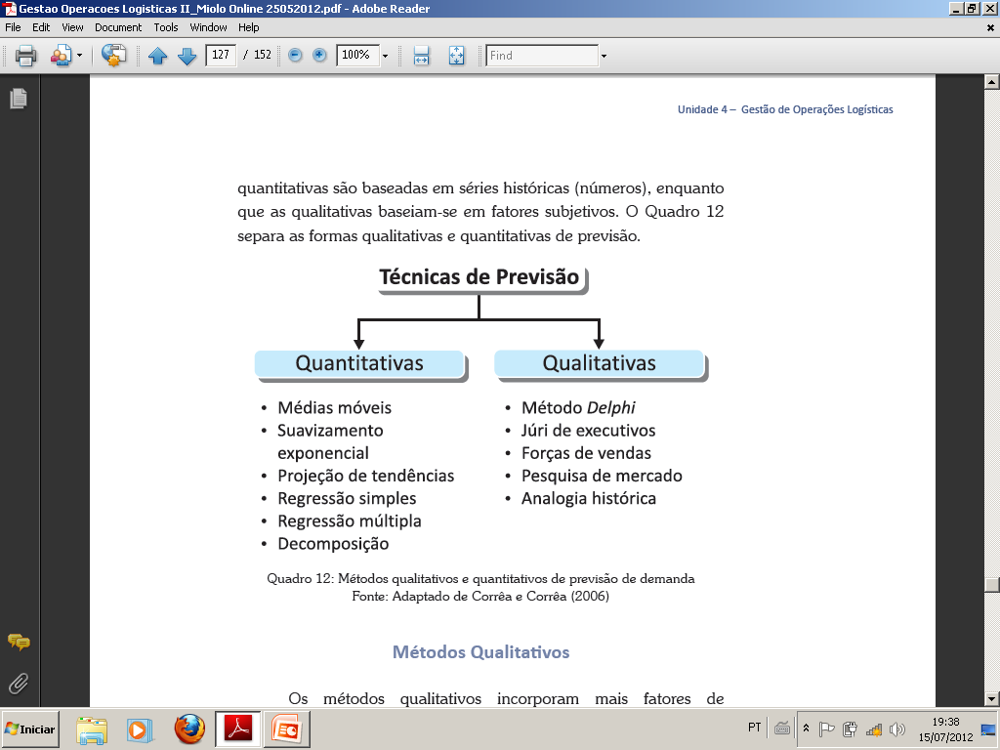 Gestao Operacoes Logisticas II_Miolo Online 25052012.pdf - Adobe Reader
File Edit View Document Tools Window Help
127 / 152 100% Find
Unidade 4 – Gestão de Operações Logísticas
quantitativas são baseadas em séries históricas (números), enquanto
que as qualitativas baseiam-se em fatores subjetivos. O Quadro 12
separa as formas qualitativas e quantitativas de previsão.
Técnicas de Previsão
Quantitativas
• Médias móveis
• Suavizamento
exponencial
• Projeção de tendências
• Regressão simples
• Regressão múltipla
• Decomposição
Qualitativas
• Método Delphi
• Júri de executivos
• Forças de vendas
• Pesquisa de mercado
• Analogia histórica
Quadro 12: Métodos qualitativos e quantitativos de previsão de demanda
Fonte: Adaptado de Corrêa e Corrêa (2006)
Métodos Qualitativos
Os métodos qualitativos incorporam mais fatores de
Iniciar
PT
19:38
15/07/2012